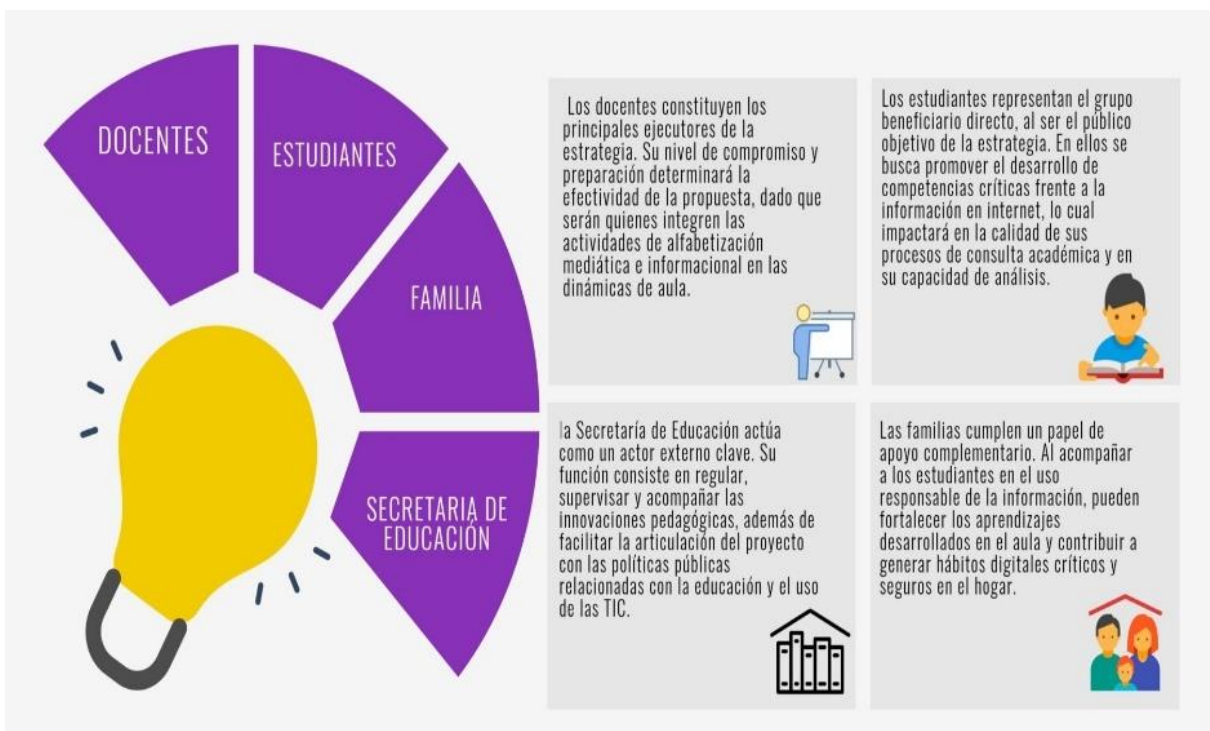 DOCENTES
ESTUDIANTES
FAMILIA
SECRETARIA DE
EDUCACIÓN
Los docentes constituyen los
principales ejecutores de la
estrategia. Su nivel de compromiso y
preparación determinará la
efectividad de la propuesta, dado que
serán quienes integren las
actividades de alfabetización
mediática e informacional en las
dinámicas de aula.
Los estudiantes representan el grupo
beneficiario directo, al ser el público
objetivo de la estrategia. En ellos se
busca promover el desarrollo de
competencias críticas frente a la
información en internet, lo cual
impactará en la calidad de sus
procesos de consulta académica y en
su capacidad de análisis.
la Secretaría de Educación actúa
como un actor externo clave. Su
función consiste en regular,
supervisar y acompañar las
innovaciones pedagógicas, además de
facilitar la articulación del proyecto
con las políticas públicas
relacionadas con la educación y el uso
de las TIC.
Las familias cumplen un papel de
apoyo complementario. Al acompañar
a los estudiantes en el uso
responsable de la información, pueden
fortalecer los aprendizajes
desarrollados en el aula y contribuir a
generar hábitos digitales críticos y
seguros en el hogar.